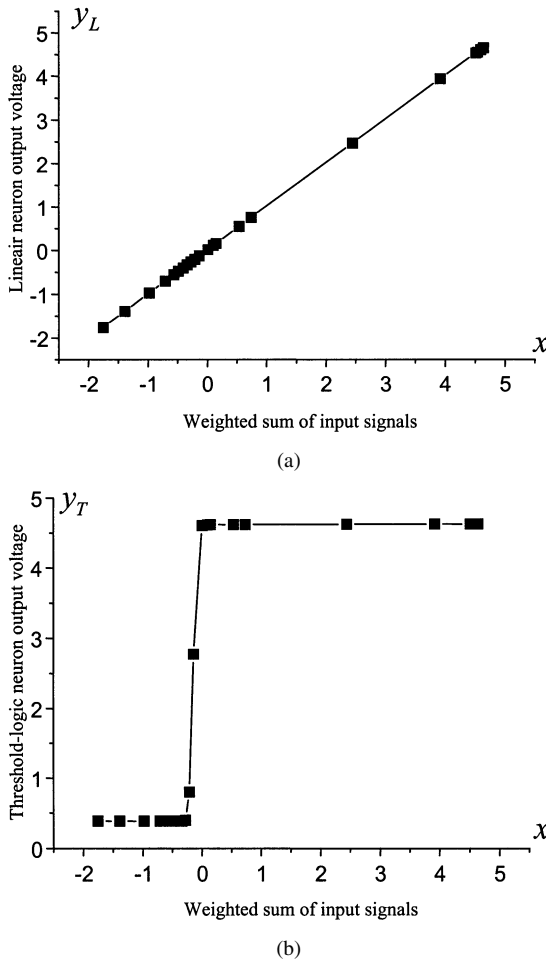 y_L
5
4
3
2
1
0
-1
-2
Lineair neuron output voltage
-2 -1 0 1 2 3 4 5
x
Weighted sum of input signals
(a)
y_T
5
4
3
2
1
0
Threshold-logic neuron output voltage
-2 -1 0 1 2 3 4 5
x
Weighted sum of input signals
(b)